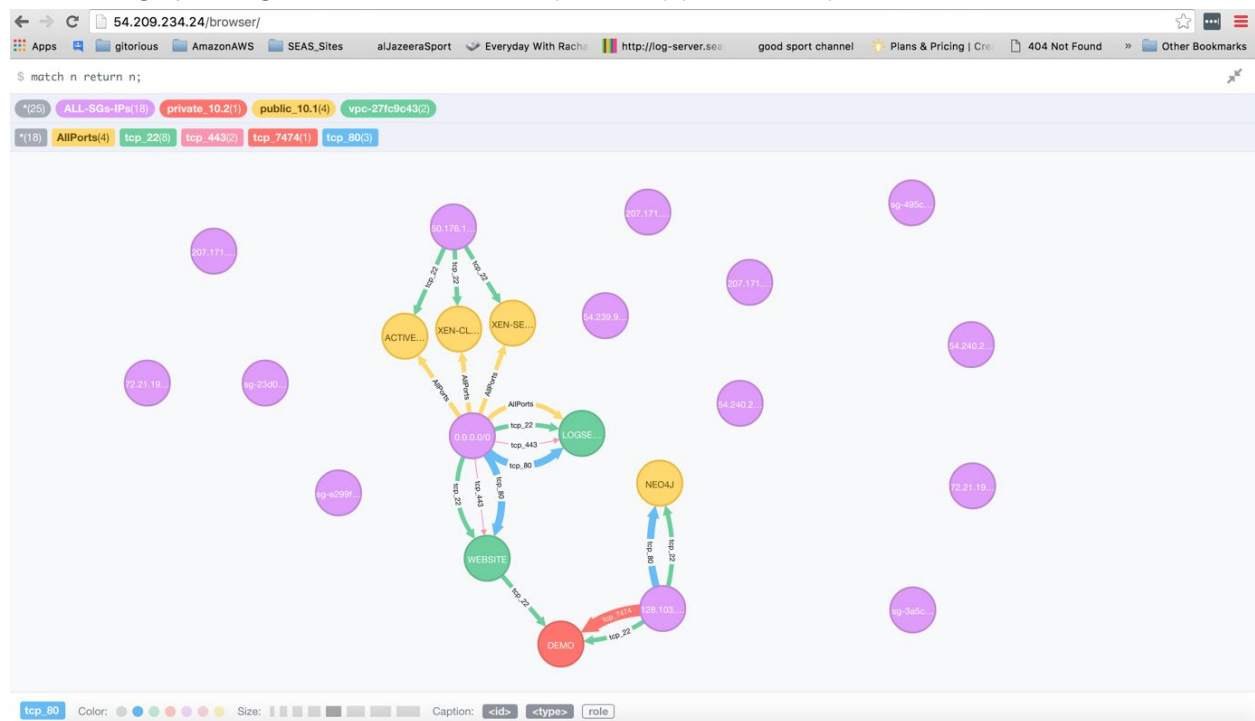 54.209.234.24/browser/
Apps gitorious AmazonAWS SEAS_Sites alJazeeraSport Everyday With Racha http://log-server.sea good sport channel Plans & Pricing | Cre 404 Not Found » Other Bookmarks
$ match n return n;
*(25) ALL-SGs-IPs(18) private_10.2(1) public_10.1(4) vpc-27fc9c43(2)
*(18) AllPorts(4) tcp_22(8) tcp_443(2) tcp_7474(1) tcp_80(3)
sg-495c...
207.171....
50.176.1...
207.171....
tcp_22
tcp_22
tcp_22
207.171....
54.239.9...
XEN-SE...
XEN-CL...
ACTIVE...
54.240.2...
AllPorts
AllPorts
AllPorts
72.21.19...
sg-23d0...
AllPorts
54.240.2...
tcp_22
0.0.0.0/0
LOGSE...
tcp_443
tcp_80
NEO4J
72.21.19...
sg-e299f...
tcp_22
tcp_443
tcp_80
tcp_80
tcp_22
WEBSITE
tcp_22
tcp_7474
128.103....
sg-3a5c...
tcp_22
DEMO
tcp_80 Color: Size: Caption: <id> <type> role